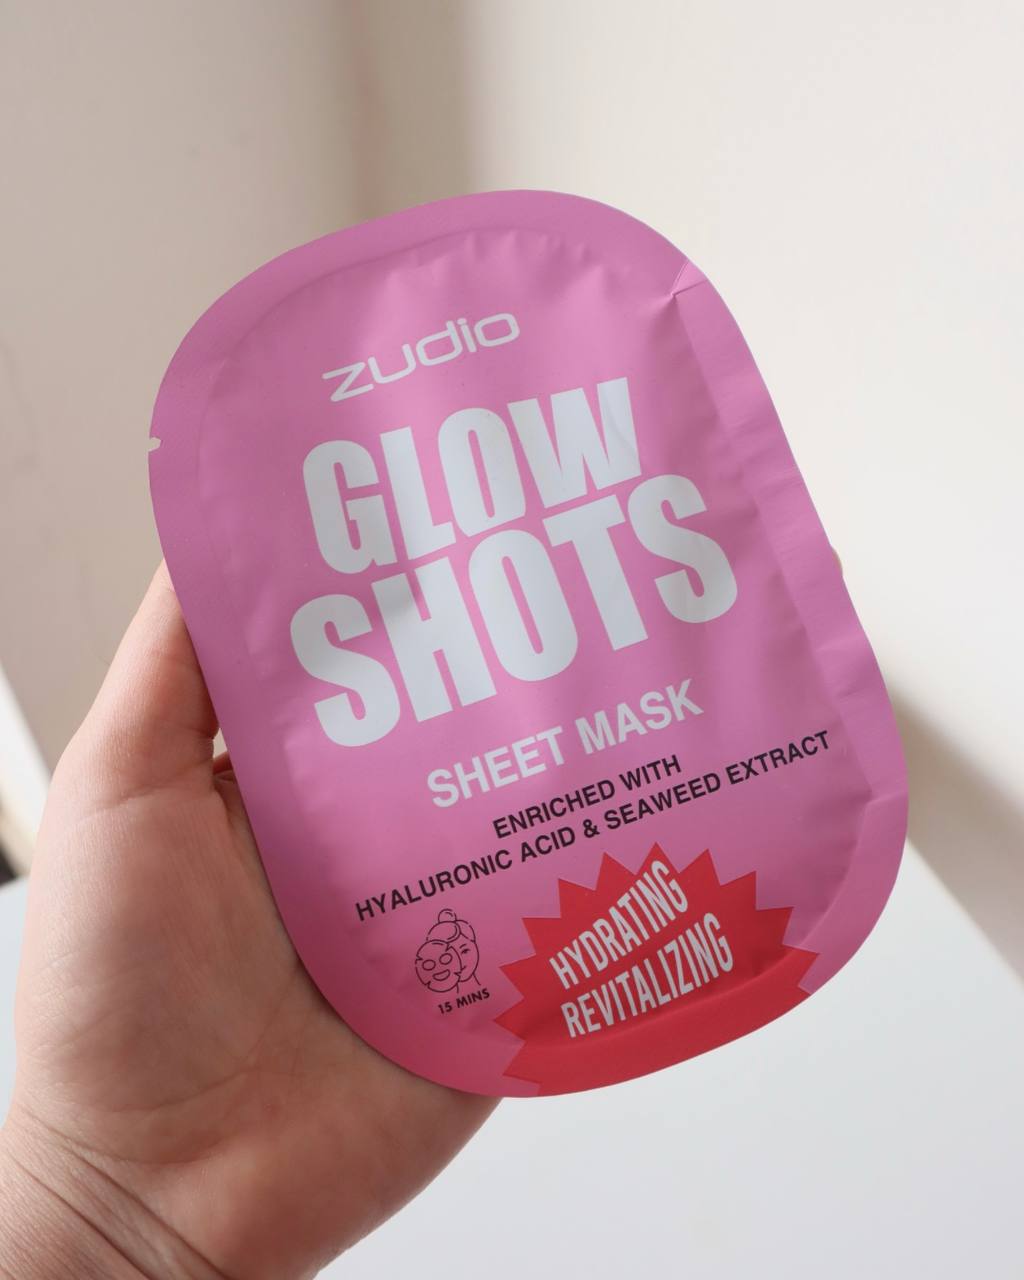 zudio
GLOW
SHOTS
SHEET MASK
ENRICHED WITH
HYALURONIC ACID & SEAWEED EXTRACT
15 MINS
HYDRATING
REVITALIZING